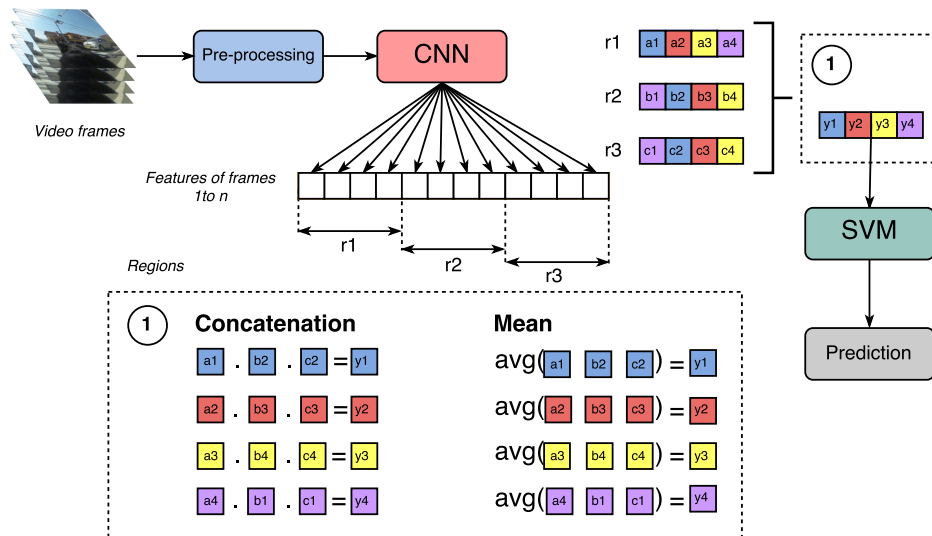 Video frames
Pre-processing
CNN
Features of frames
1to n
r1
r2
r3
Regions
r1 a1 a2 a3 a4
r2 b1 b2 b3 b4
r3 c1 c2 c3 c4
1
y1 y2 y3 y4
SVM
Prediction
1
Concatenation
a1 . b2 . c2 = y1
a2 . b3 . c3 = y2
a3 . b4 . c4 = y3
a4 . b1 . c1 = y4
Mean
avg( a1 b2 c2 ) = y1
avg( a2 b3 c3 ) = y2
avg( a3 b4 c4 ) = y3
avg( a4 b1 c1 ) = y4